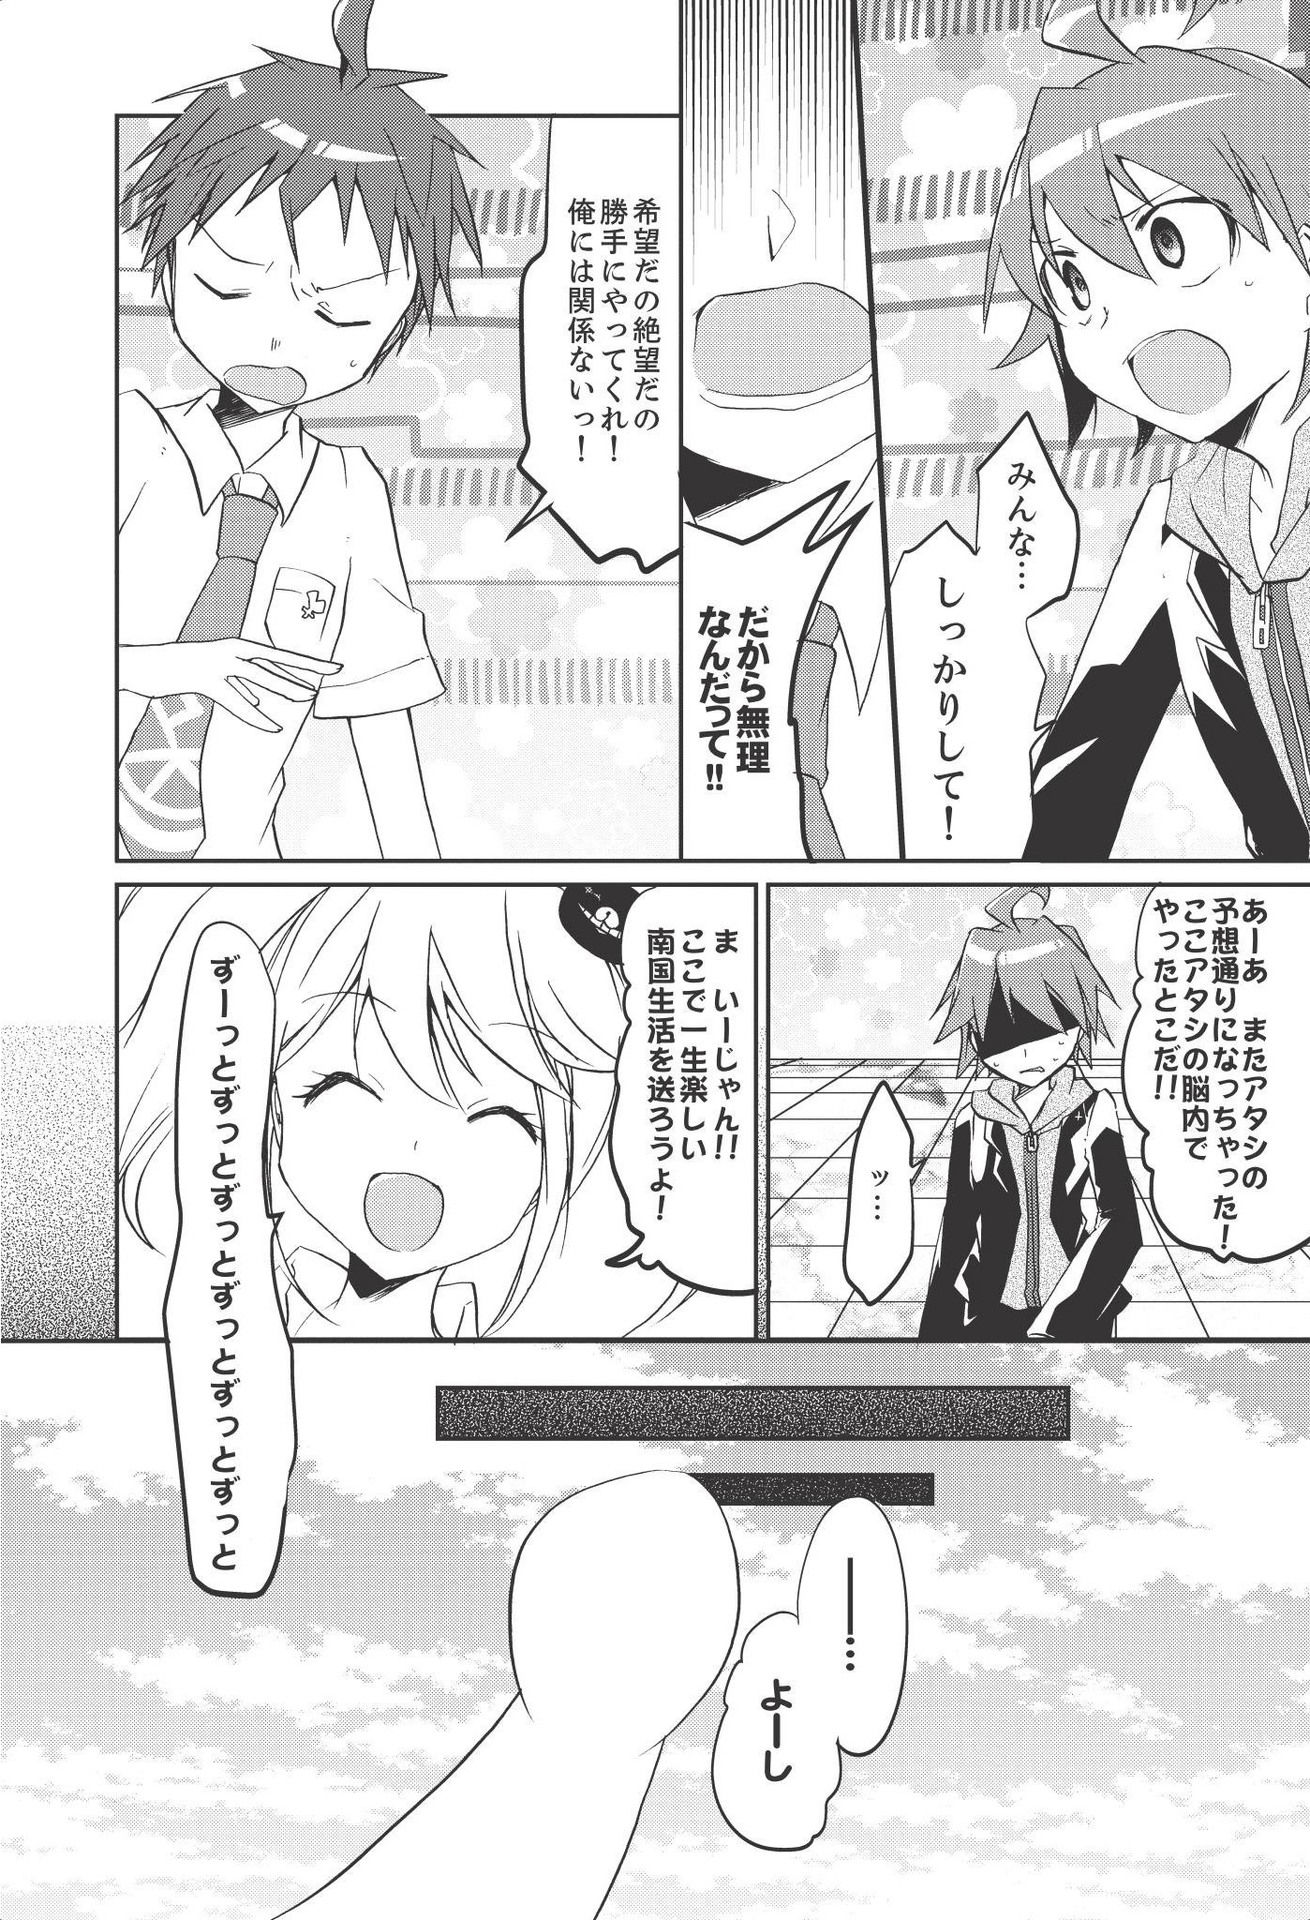 みんな…
しっかりして！
だから無理
なんだって!!
希望だの絶望だの
勝手にやってくれ！
俺には関係ないっ！
あーあ　またアタシの
予想通りになっちゃった！
ここアタシの脳内で
やったとこだ!!
ッ…
ま　いーじゃん!!
ここで一生楽しい
南国生活を送ろうよ！
ずーっとずっとずっとずっとずっとずっと
――…
よーし